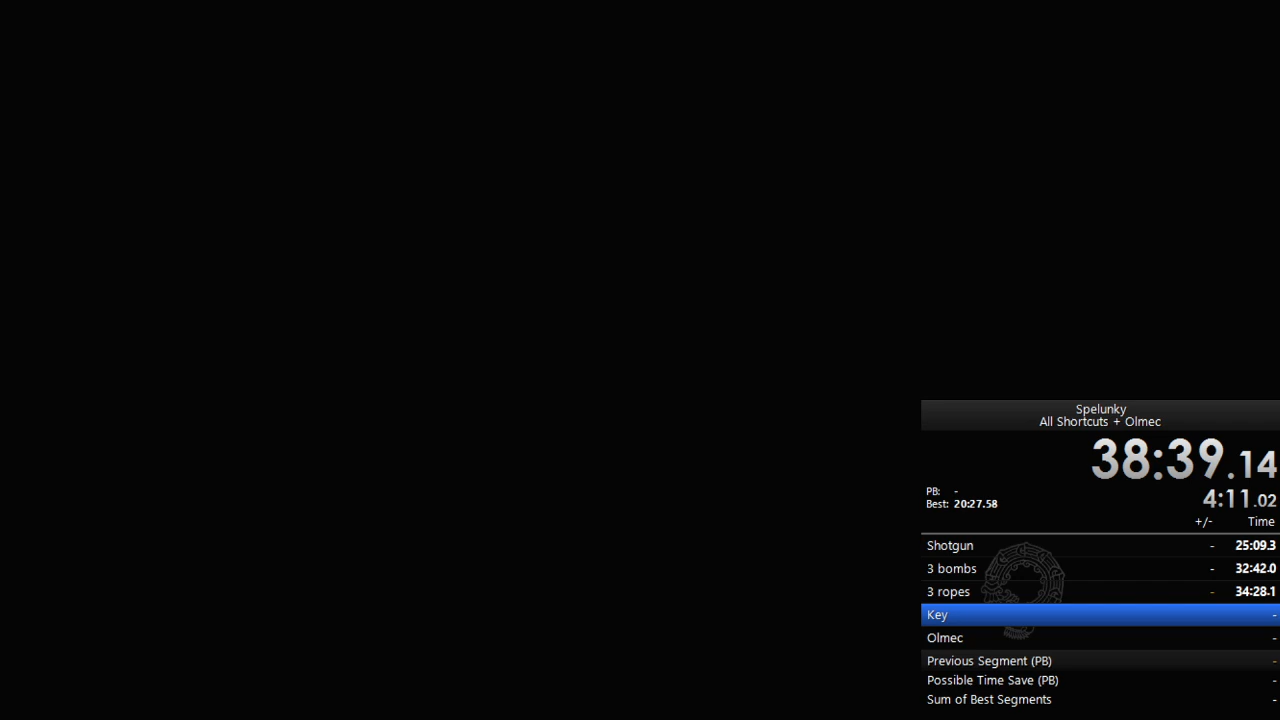 Spelunky
All Shortcuts + Olmec
38:39.14
PB: -
4:11.02
Best: 20:27.58
+/- Time
Shotgun - 25:09.3
3 bombs - 32:42.0
3 ropes - 34:28.1
Key -
Olmec -
Previous Segment (PB) -
Possible Time Save (PB) -
Sum of Best Segments -